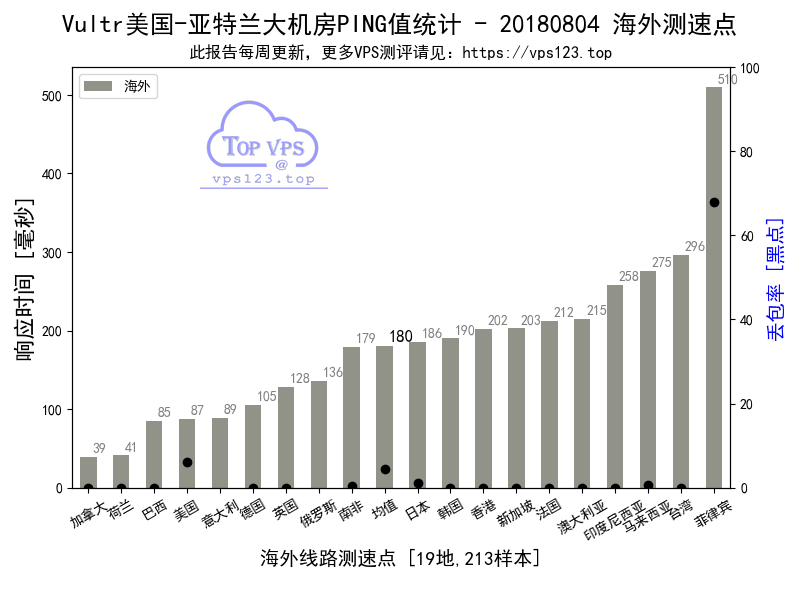 Vultr美国-亚特兰大机房PING值统计 - 20180804 海外测速点
此报告每周更新，更多VPS测评请见：https://vps123.top
海外
Top VPS
@
vps123.top
响应时间 [毫秒]
0
100
200
300
400
500
39
41
85
87
89
105
128
136
179
180
186
190
202
203
212
215
258
275
296
510
0
20
40
60
80
100
丢包率 [黑点]
加拿大
荷兰
巴西
美国
意大利
德国
英国
俄罗斯
南非
均值
日本
韩国
香港
新加坡
法国
澳大利亚
印度尼西亚
马来西亚
台湾
菲律宾
海外线路测速点 [19地,213样本]